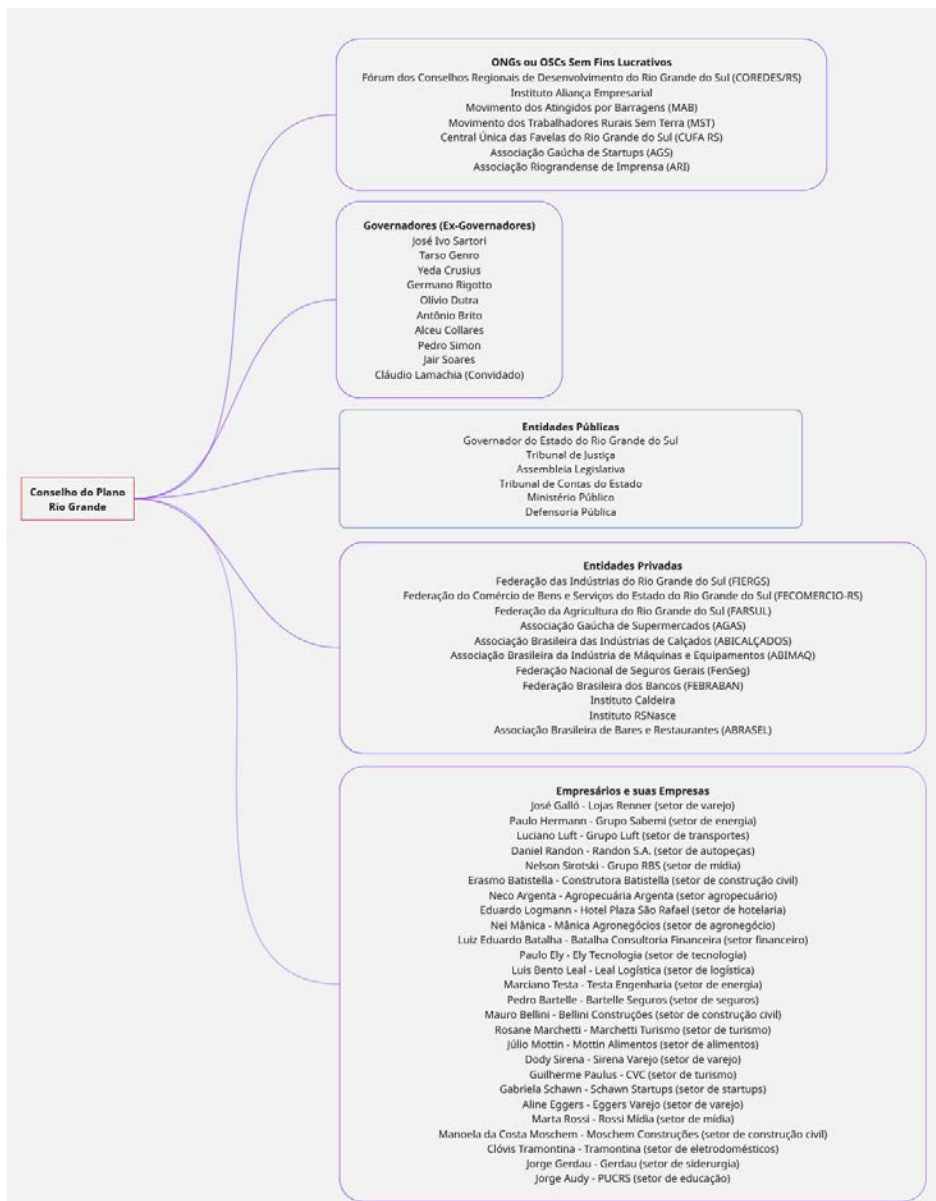 Conselho do Plano
Rio Grande
ONGs ou OSCs Sem Fins Lucrativos
Fórum dos Conselhos Regionais de Desenvolvimento do Rio Grande do Sul (COREDES/RS)
Instituto Aliança Empresarial
Movimento dos Atingidos por Barragens (MAB)
Movimento dos Trabalhadores Rurais Sem Terra (MST)
Central Única das Favelas do Rio Grande do Sul (CUFA RS)
Associação Gaúcha de Startups (AGS)
Associação Riograndense de Imprensa (ARI)
Governadores (Ex-Governadores)
José Ivo Sartori
Tarso Genro
Yeda Crusius
Germano Rigotto
Olívio Dutra
Antônio Brito
Alceu Collares
Pedro Simon
Jair Soares
Cláudio Lamachia (Convidado)
Entidades Públicas
Governador do Estado do Rio Grande do Sul
Tribunal de Justiça
Assembleia Legislativa
Tribunal de Contas do Estado
Ministério Público
Defensoria Pública
Entidades Privadas
Federação das Indústrias do Rio Grande do Sul (FIERGS)
Federação do Comércio de Bens e Serviços do Estado do Rio Grande do Sul (FECOMERCIO-RS)
Federação da Agricultura do Rio Grande do Sul (FARSUL)
Associação Gaúcha de Supermercados (AGAS)
Associação Brasileira das Indústrias de Calçados (ABICALÇADOS)
Associação Brasileira da Indústria de Máquinas e Equipamentos (ABIMAQ)
Federação Nacional de Seguros Gerais (FenSeg)
Federação Brasileira dos Bancos (FEBRABAN)
Instituto Caldeira
Instituto RSNasce
Associação Brasileira de Bares e Restaurantes (ABRASEL)
Empresários e suas Empresas
José Galló - Lojas Renner (setor de varejo)
Paulo Hermann - Grupo Sabemi (setor de energia)
Luciano Luft - Grupo Luft (setor de transportes)
Daniel Randon - Randon S.A. (setor de autopeças)
Nelson Sirotski - Grupo RBS (setor de mídia)
Erasmo Batistella - Construtora Batistella (setor de construção civil)
Neco Argenta - Agropecuária Argenta (setor agropecuário)
Eduardo Logmann - Hotel Plaza São Rafael (setor de hotelaria)
Nei Mânica - Mânica Agronegócios (setor de agronegócio)
Luiz Eduardo Batalha - Batalha Consultoria Financeira (setor financeiro)
Paulo Ely - Ely Tecnologia (setor de tecnologia)
Luis Bento Leal - Leal Logística (setor de logística)
Marciano Testa - Testa Engenharia (setor de energia)
Pedro Bartelle - Bartelle Seguros (setor de seguros)
Mauro Bellini - Bellini Construções (setor de construção civil)
Rosane Marchetti - Marchetti Turismo (setor de turismo)
Júlio Mottin - Mottin Alimentos (setor de alimentos)
Dody Sirena - Sirena Varejo (setor de varejo)
Guilherme Paulus - CVC (setor de turismo)
Gabriela Schawn - Schawn Startups (setor de startups)
Aline Eggers - Eggers Varejo (setor de varejo)
Marta Rossi - Rossi Mídia (setor de mídia)
Manoela da Costa Moschem - Moschem Construções (setor de construção civil)
Clóvis Tramontina - Tramontina (setor de eletrodomésticos)
Jorge Gerdau - Gerdau (setor de siderurgia)
Jorge Audy - PUCRS (setor de educação)